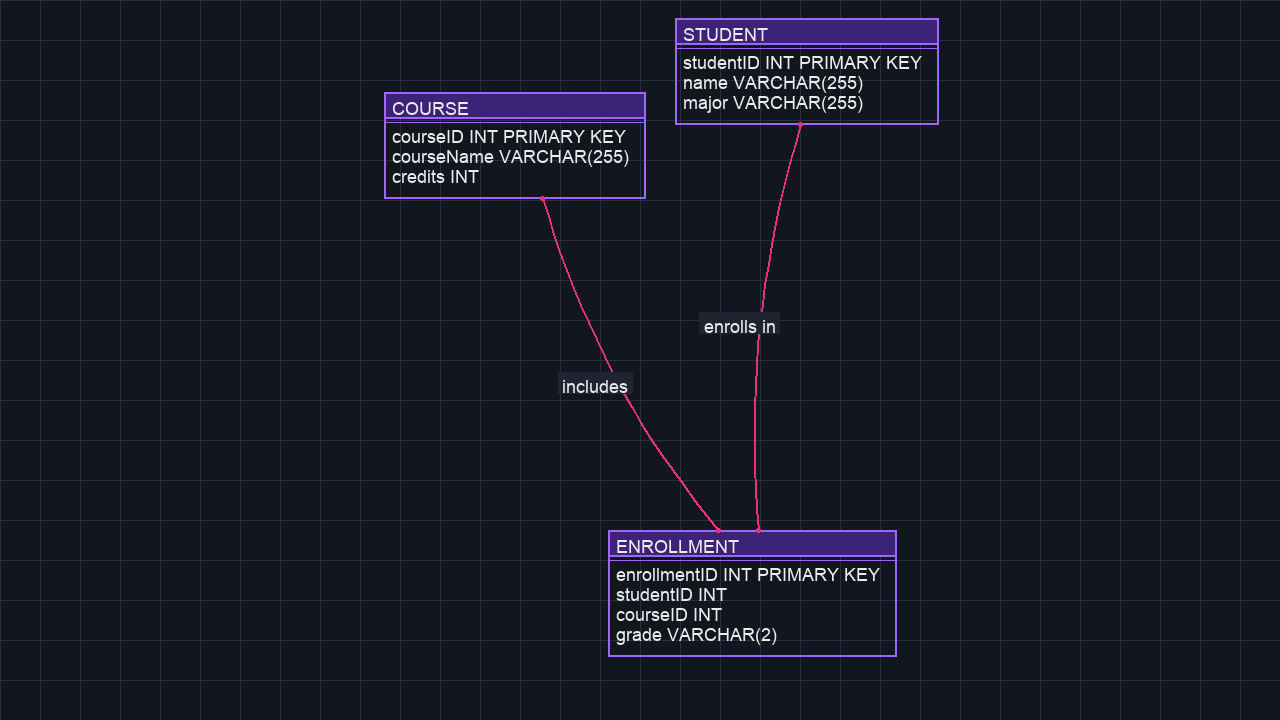 STUDENT
studentID INT PRIMARY KEY
name VARCHAR(255)
major VARCHAR(255)
COURSE
courseID INT PRIMARY KEY
courseName VARCHAR(255)
credits INT
enrolls in
includes
ENROLLMENT
enrollmentID INT PRIMARY KEY
studentID INT
courseID INT
grade VARCHAR(2)